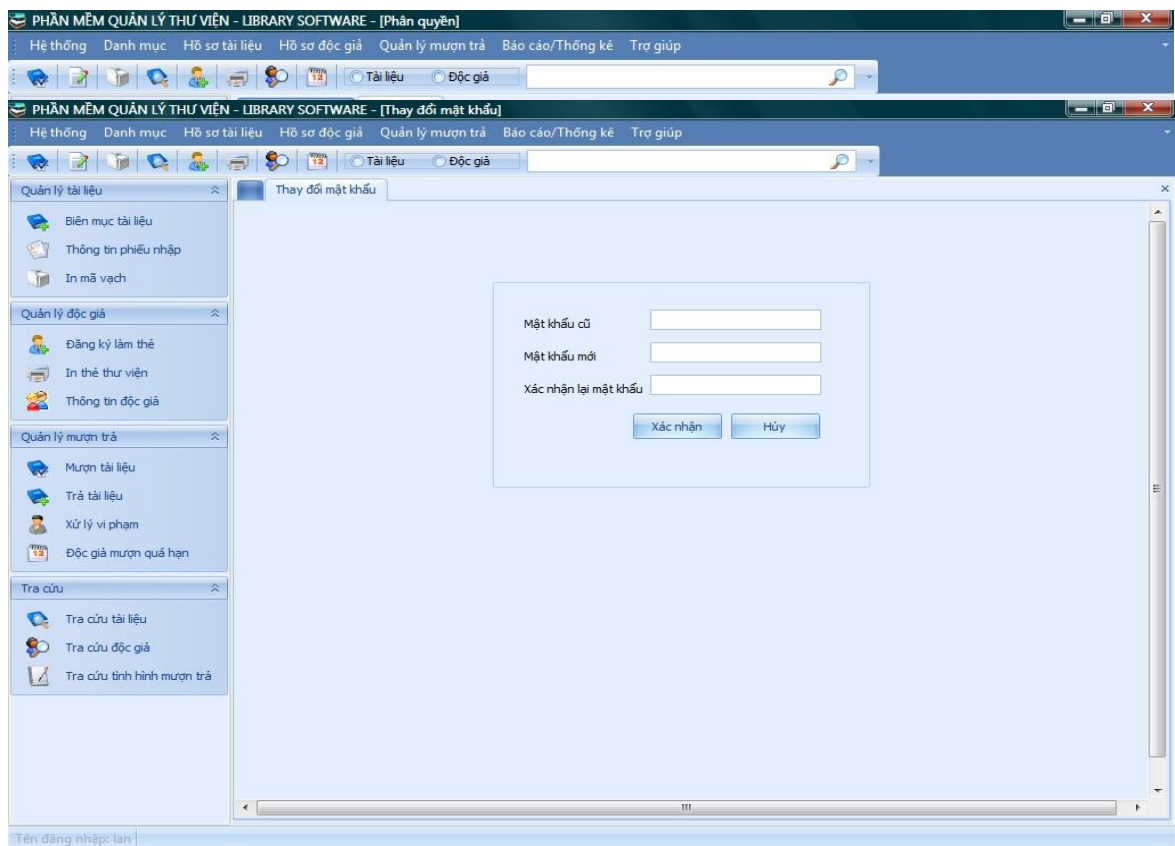 PHẦN MỀM QUẢN LÝ THƯ VIỆN - LIBRARY SOFTWARE - [Phân quyền]
Hệ thống Danh mục Hồ sơ tài liệu Hồ sơ độc giả Quản lý mượn trả Báo cáo/Thống kê Trợ giúp
12 Tài liệu Độc giả
PHẦN MỀM QUẢN LÝ THƯ VIỆN - LIBRARY SOFTWARE - [Thay đổi mật khẩu]
Hệ thống Danh mục Hồ sơ tài liệu Hồ sơ độc giả Quản lý mượn trả Báo cáo/Thống kê Trợ giúp
12 Tài liệu Độc giả
Quản lý tài liệu
Biên mục tài liệu
Thông tin phiếu nhập
In mã vạch
Quản lý độc giả
Đăng ký làm thẻ
In thẻ thư viện
Thông tin độc giả
Quản lý mượn trả
Mượn tài liệu
Trả tài liệu
Xử lý vi phạm
12 Độc giả mượn quá hạn
Tra cứu
Tra cứu tài liệu
Tra cứu độc giả
Tra cứu tình hình mượn trả
Thay đổi mật khẩu
Mật khẩu cũ
Mật khẩu mới
Xác nhận lại mật khẩu
Xác nhận Hủy
Tên đăng nhập: lan